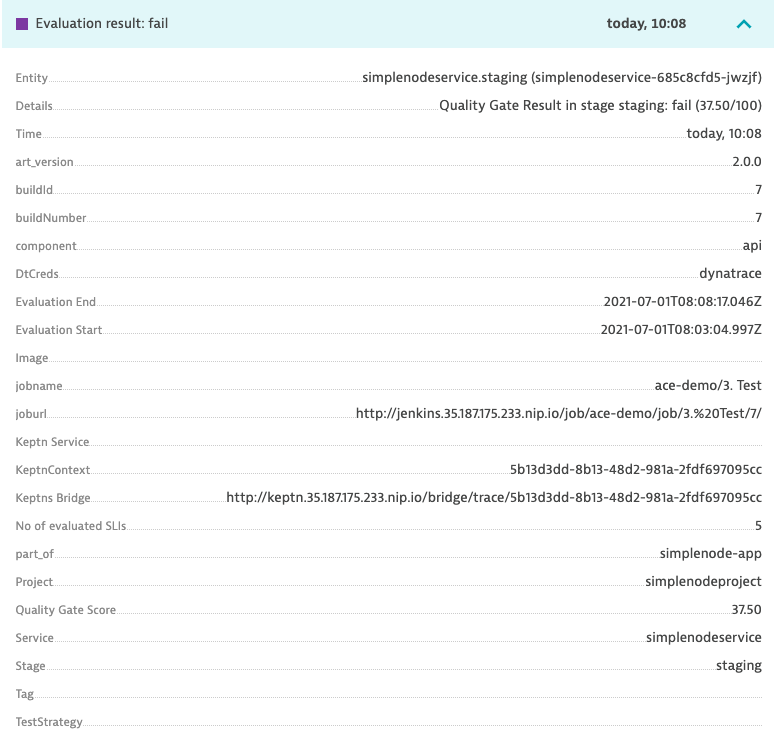 Evaluation result: fail today, 10:08
Entity simplenodeservice.staging (simplenodeservice-685c8cfd5-jwzjf)
Details Quality Gate Result in stage staging: fail (37.50/100)
Time today, 10:08
art_version 2.0.0
buildId 7
buildNumber 7
component api
DtCreds dynatrace
Evaluation End 2021-07-01T08:08:17.046Z
Evaluation Start 2021-07-01T08:03:04.997Z
Image
jobname ace-demo/3. Test
joburl http://jenkins.35.187.175.233.nip.io/job/ace-demo/job/3.%20Test/7/
Keptn Service
KeptnContext 5b13d3dd-8b13-48d2-981a-2fdf697095cc
Keptns Bridge http://keptn.35.187.175.233.nip.io/bridge/trace/5b13d3dd-8b13-48d2-981a-2fdf697095cc
No of evaluated SLIs 5
part_of simplenode-app
Project simplenodeproject
Quality Gate Score 37.50
Service simplenodeservice
Stage staging
Tag
TestStrategy